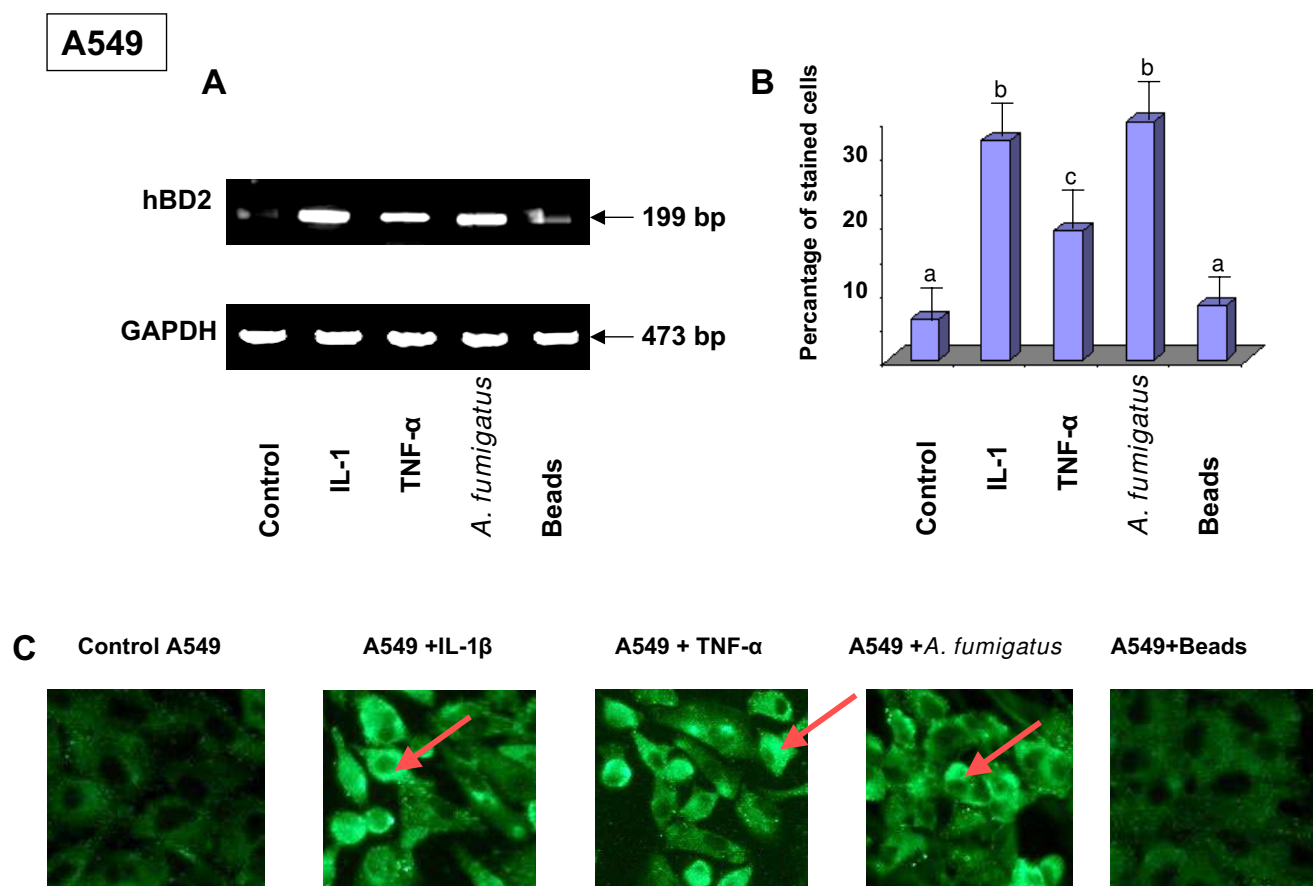 A549
A
hBD2
199 bp
GAPDH
473 bp
Control
IL-1
TNF-α
A. fumigatus
Beads
B
Percantage of stained cells
30
20
10
a
b
c
b
a
Control
IL-1
TNF-α
A. fumigatus
Beads
C
Control A549
A549 +IL-1β
A549 + TNF-α
A549 +A. fumigatus
A549+Beads